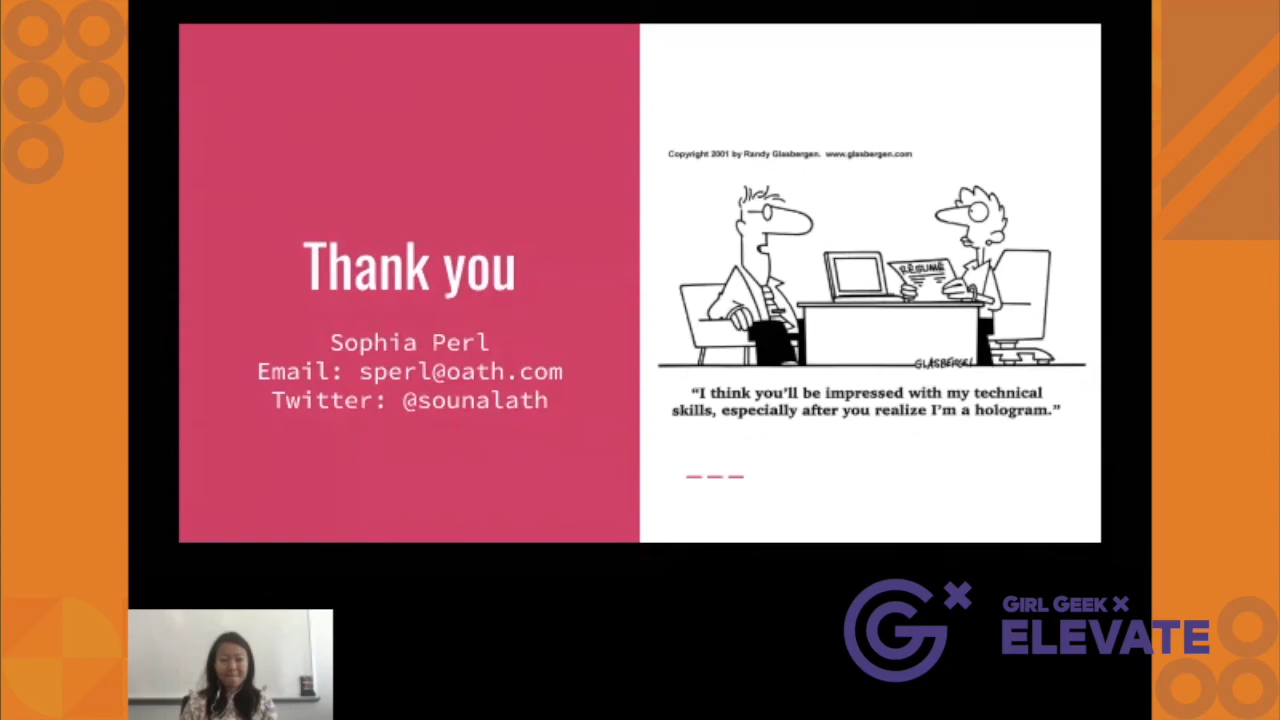 Thank you
Sophia Perl
Email: sperl@oath.com
Twitter: @sounalath
Copyright 2001 by Randy Glasbergen. www.glasbergen.com
RÉSUMÉ
GLASBERGEN
“I think you’ll be impressed with my technical
skills, especially after you realize I’m a hologram.”
GIRL GEEK X
ELEVATE